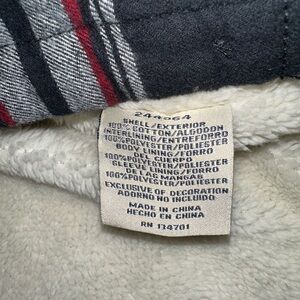 244064
SHELL/EXTERIOR
100% COTTON/ALGODON
INTERLINING/ENTREFORRO
100%POLYESTER/POLIESTER
BODY LINING/FORRO
DEL CUERPO
100%POLYESTER/POLIESTER
SLEEVE LINING/FORRO
DE LAS MANGAS
100%POLYESTER/POLIESTER
EXCLUSIVE OF DECORATION
ADORNO NO INCLUIDO
MADE IN CHINA
HECHO EN CHINA
RN 134701